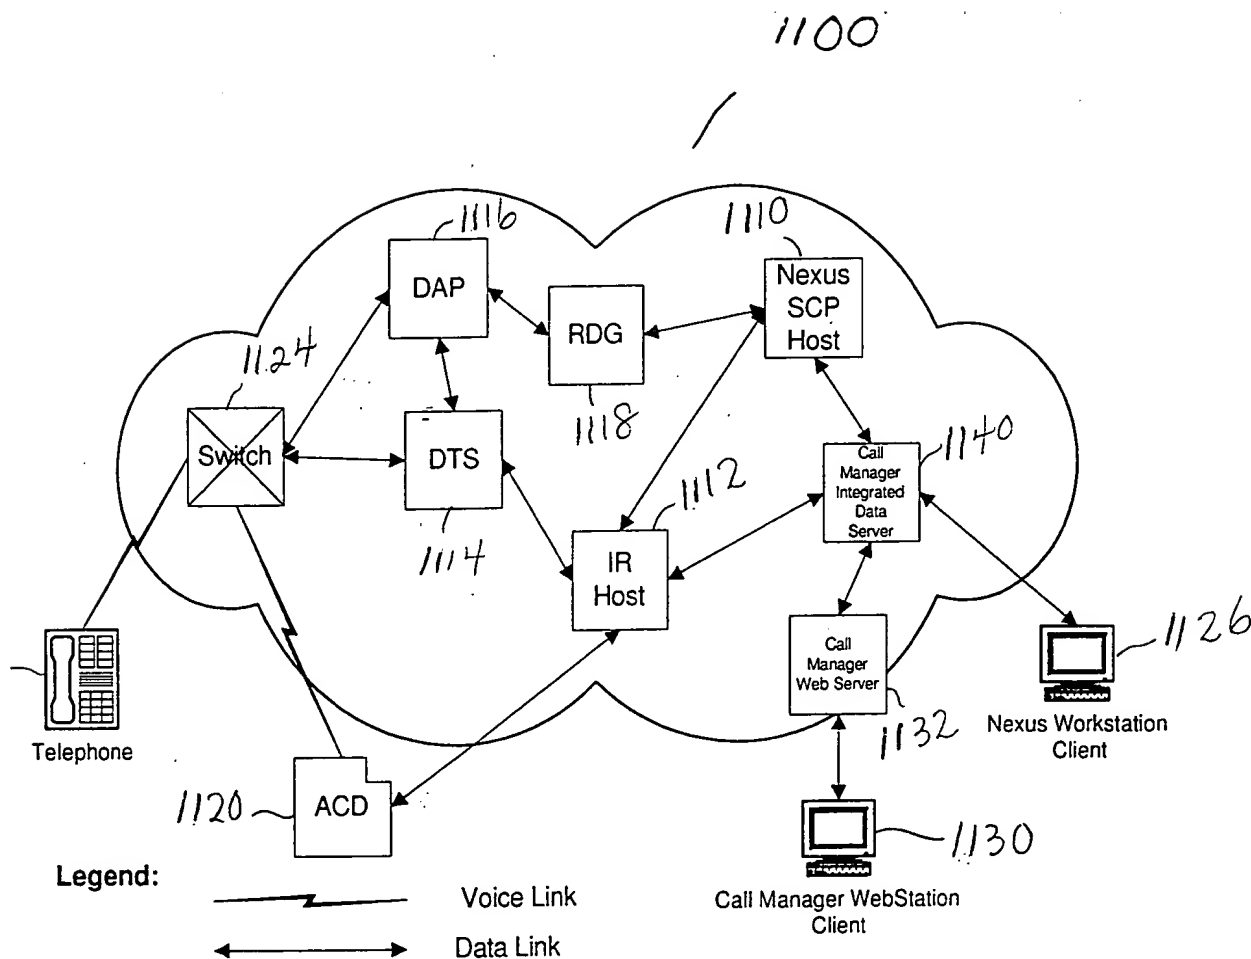 1100
1116
DAP
1110
Nexus
SCP
Host
RDG
1118
1124
Switch
DTS
1114
1112
IR
Host
1140
Call
Manager
Integrated
Data
Server
Call
Manager
Web Server
1132
1126
Nexus Workstation
Client
Telephone
1120
ACD
1130
Call Manager WebStation
Client
Legend:
Voice Link
Data Link